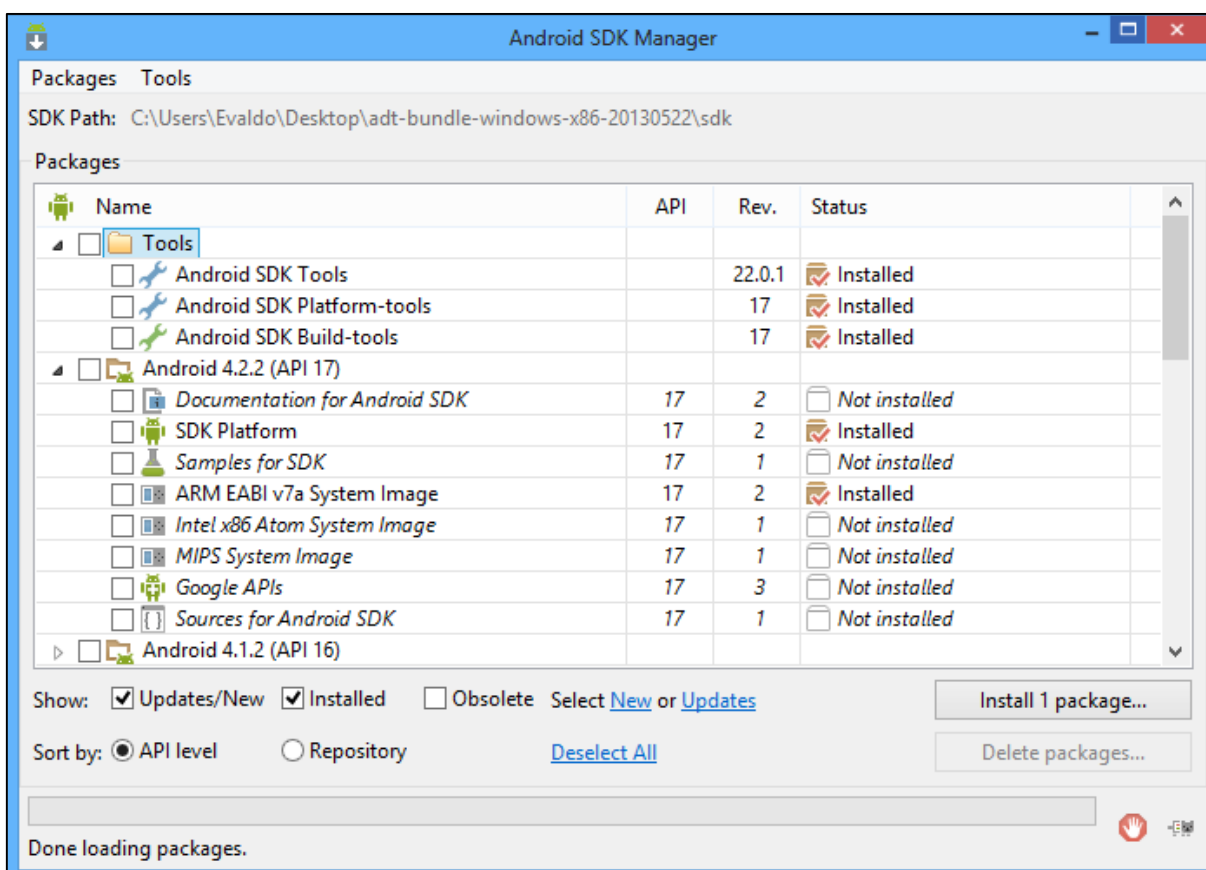 Android SDK Manager
Packages Tools
SDK Path: C:\Users\Evaldo\Desktop\adt-bundle-windows-x86-20130522\sdk
Packages
Name API Rev. Status
Tools
Android SDK Tools 22.0.1 Installed
Android SDK Platform-tools 17 Installed
Android SDK Build-tools 17 Installed
Android 4.2.2 (API 17)
Documentation for Android SDK 17 2 Not installed
SDK Platform 17 2 Installed
Samples for SDK 17 1 Not installed
ARM EABI v7a System Image 17 2 Installed
Intel x86 Atom System Image 17 1 Not installed
MIPS System Image 17 1 Not installed
Google APIs 17 3 Not installed
Sources for Android SDK 17 1 Not installed
Android 4.1.2 (API 16)
Show: Updates/New Installed Obsolete Select New or Updates Install 1 package...
Sort by: API level Repository Deselect All Delete packages...
Done loading packages.